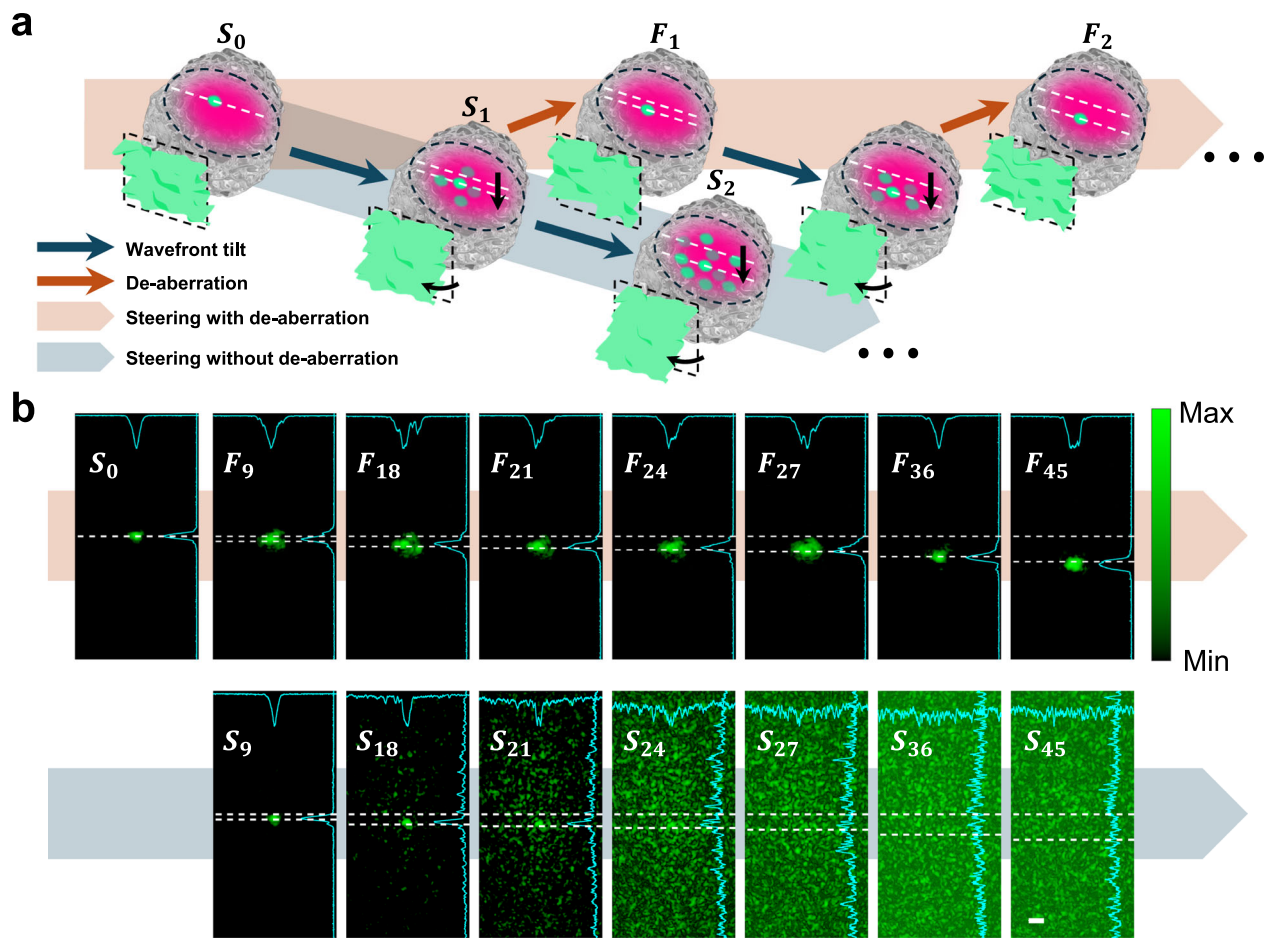 a
S₀
F₁
F₂
S₁
S₂
Wavefront tilt
De-aberration
Steering with de-aberration
Steering without de-aberration
• • •
• • •
b
S₀
F₉
F₁₈
F₂₁
F₂₄
F₂₇
F₃₆
F₄₅
Max
Min
S₉
S₁₈
S₂₁
S₂₄
S₂₇
S₃₆
S₄₅